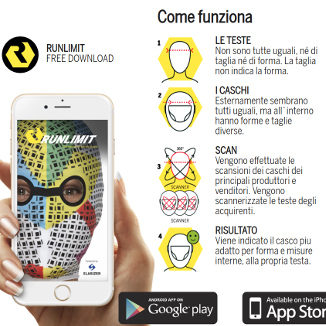 Come funziona
RUNLIMIT
FREE DOWNLOAD
1
LE TESTE
Non sono tutte uguali, né di
taglia né di forma. La taglia
non indica la forma.
2
I CASCHI
Esternamente sembrano
tutti uguali, ma all'interno
hanno forme e taglie
diverse.
3
360°
SCANNER
SCANNER
SCAN
Vengono effettuate le
scansioni dei caschi dei
principali produttori e
venditori. Vengono
scannerizzate le teste degli
acquirenti.
4
RISULTATO
Viene indicato il casco piu
adatto per forma e misure
interne, alla propria testa.
RUNLIMIT
ANDROID APP ON
Google play
Available on the iPho
App Stor